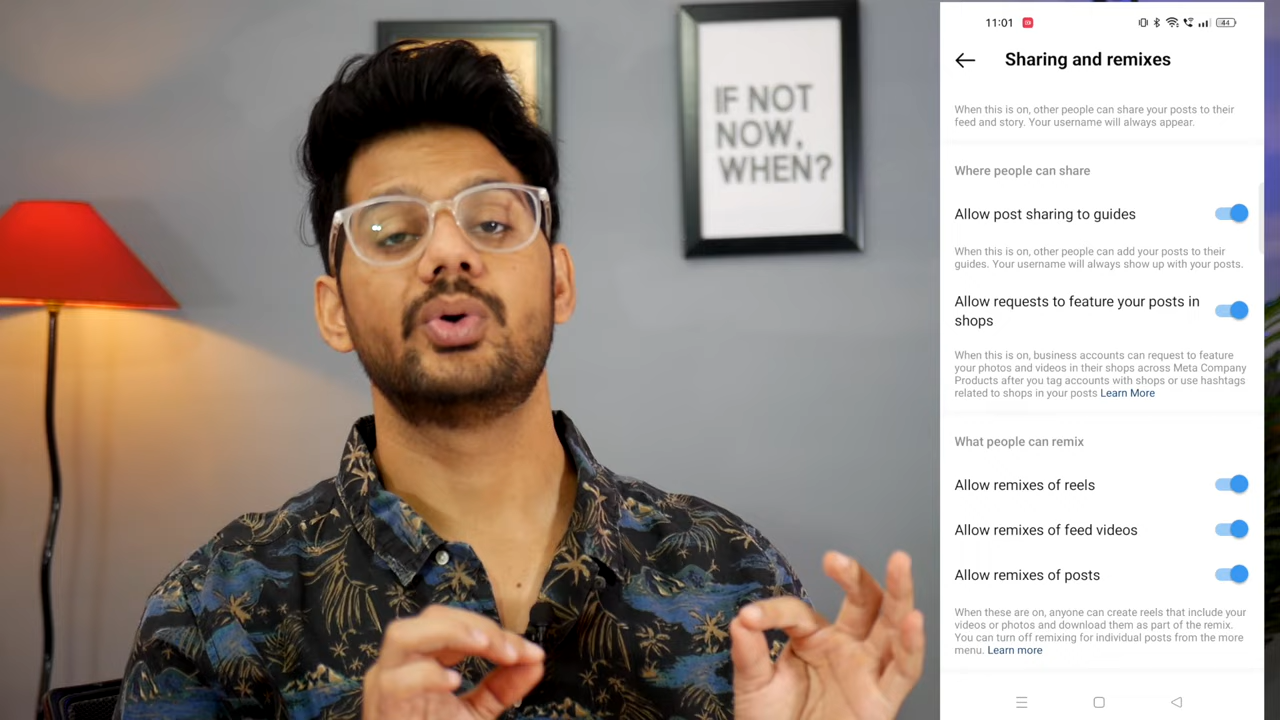 IF NOT
NOW,
WHEN?
11:01
44
Sharing and remixes
When this is on, other people can share your posts to their
feed and story. Your username will always appear.
Where people can share
Allow post sharing to guides
When this is on, other people can add your posts to their
guides. Your username will always show up with your posts.
Allow requests to feature your posts in
shops
When this is on, business accounts can request to feature
your photos and videos in their shops across Meta Company
Products after you tag accounts with shops or use hashtags
related to shops in your posts Learn More
What people can remix
Allow remixes of reels
Allow remixes of feed videos
Allow remixes of posts
When these are on, anyone can create reels that include your
videos or photos and download them as part of the remix.
You can turn off remixing for individual posts from the more
menu. Learn more